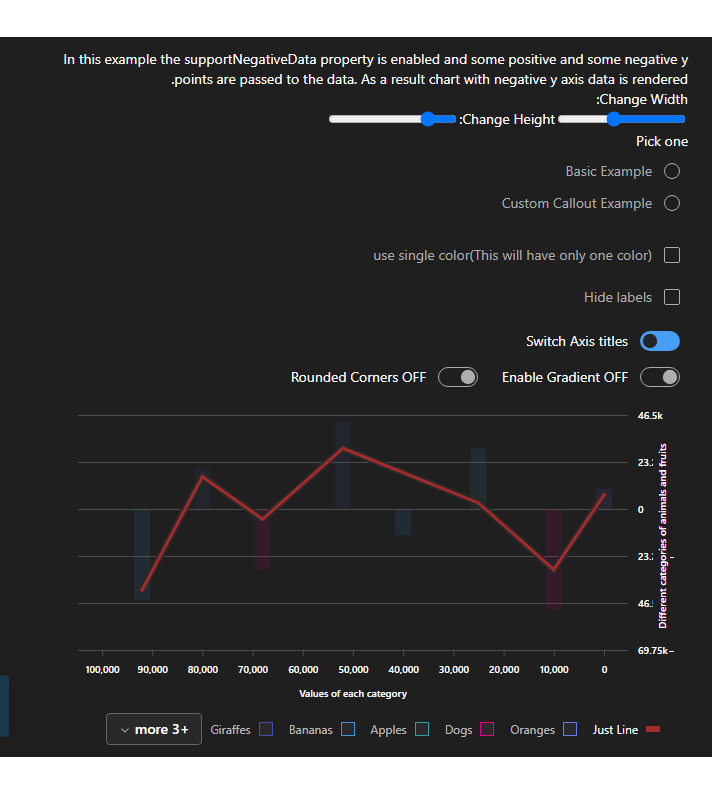 In this example the supportNegativeData property is enabled and some positive and some negative y
.points are passed to the data. As a result chart with negative y axis data is rendered
:Change Width
:Change Height
Pick one
Basic Example
Custom Callout Example
use single color(This will have only one color)
Hide labels
Switch Axis titles
Rounded Corners OFF
Enable Gradient OFF
46.5k
23.:
0
23.: –
46.:
69.75k–
Different categories of animals and fruits
100,000 90,000 80,000 70,000 60,000 50,000 40,000 30,000 20,000 10,000 0
Values of each category
more 3+ Giraffes Bananas Apples Dogs Oranges Just Line